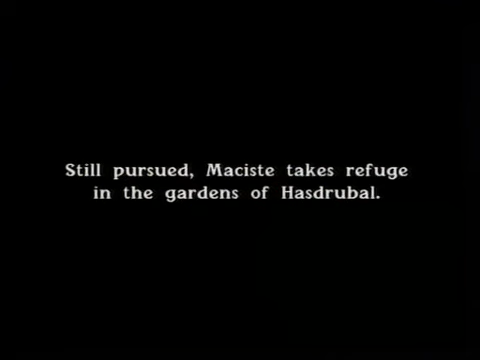 Still pursued, Maciste takes refuge
in the gardens of Hasdrubal.